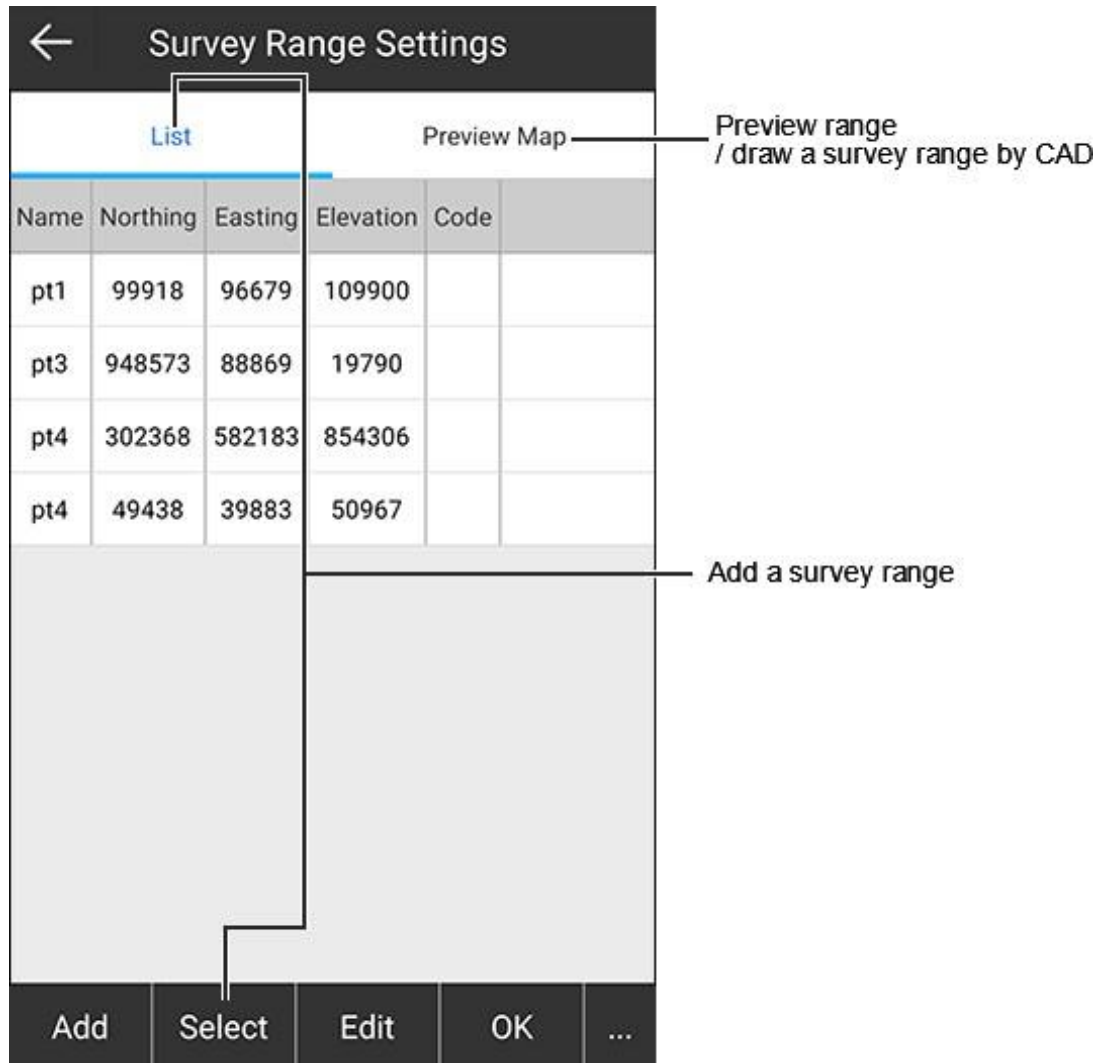 Survey Range Settings
List Preview Map
Preview range
/ draw a survey range by CAD
Name Northing Easting Elevation Code
pt1 99918 96679 109900
pt3 948573 88869 19790
pt4 302368 582183 854306
pt4 49438 39883 50967
Add a survey range
Add Select Edit OK ...